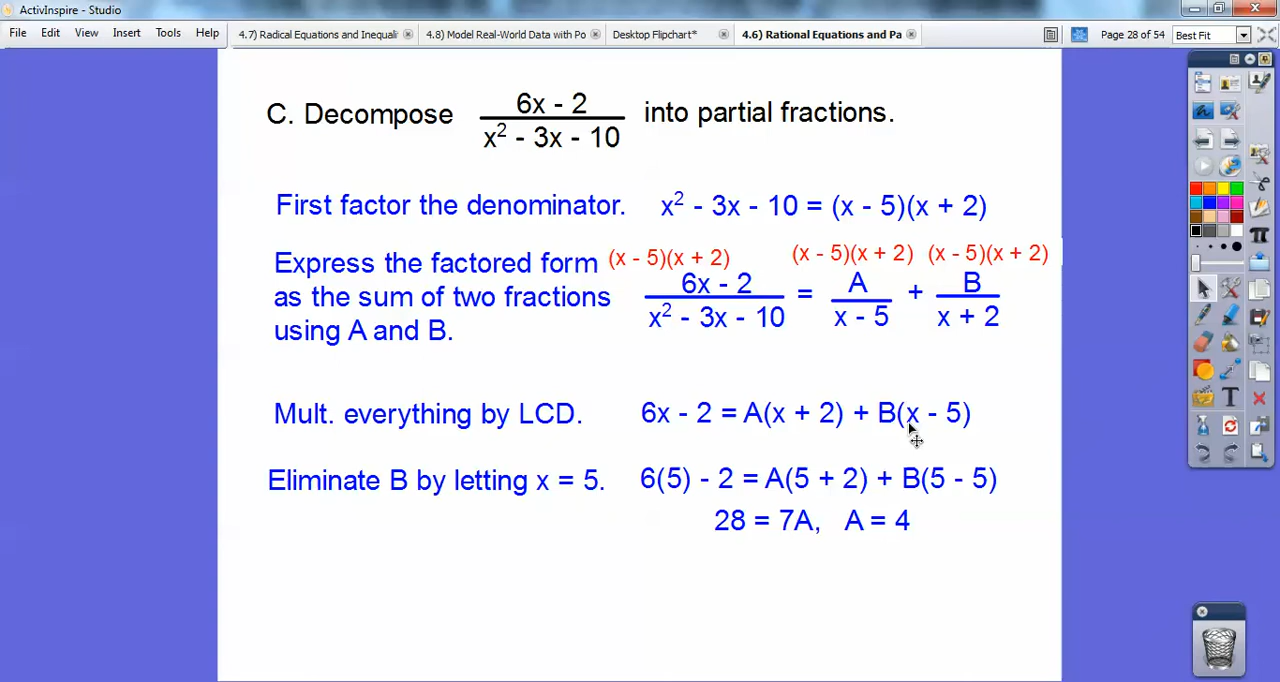 ActivInspire - Studio
File Edit View Insert Tools Help
4.7) Radical Equations and Inequali 4.8) Model Real-World Data with Po Desktop Flipchart* 4.6) Rational Equations and Pa Page 28 of 54 Best Fit
C. Decompose 6x - 2 / x² - 3x - 10 into partial fractions.
First factor the denominator. x² - 3x - 10 = (x - 5)(x + 2)
Express the factored form
as the sum of two fractions
using A and B.
(x - 5)(x + 2) (x - 5)(x + 2) (x - 5)(x + 2)
6x - 2 / x² - 3x - 10 = A / x - 5 + B / x + 2
Mult. everything by LCD. 6x - 2 = A(x + 2) + B(x - 5)
Eliminate B by letting x = 5. 6(5) - 2 = A(5 + 2) + B(5 - 5)
28 = 7A, A = 4